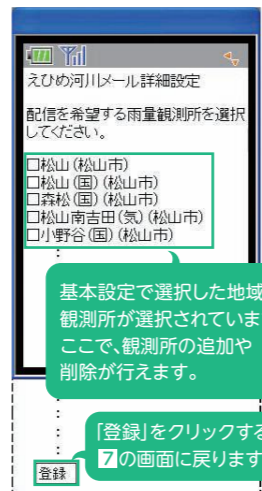 えひめ河川メール詳細設定
配信を希望する雨量観測所を選択
してください。
□松山(松山市)
□松山(国)(松山市)
□森松(国)(松山市)
□松山南吉田(気)(松山市)
□小野谷(国)(松山市)
基本設定で選択した地域
観測所が選択されていま
ここで、観測所の追加や
削除が行えます。
「登録」をクリックする
7の画面に戻ります
登録